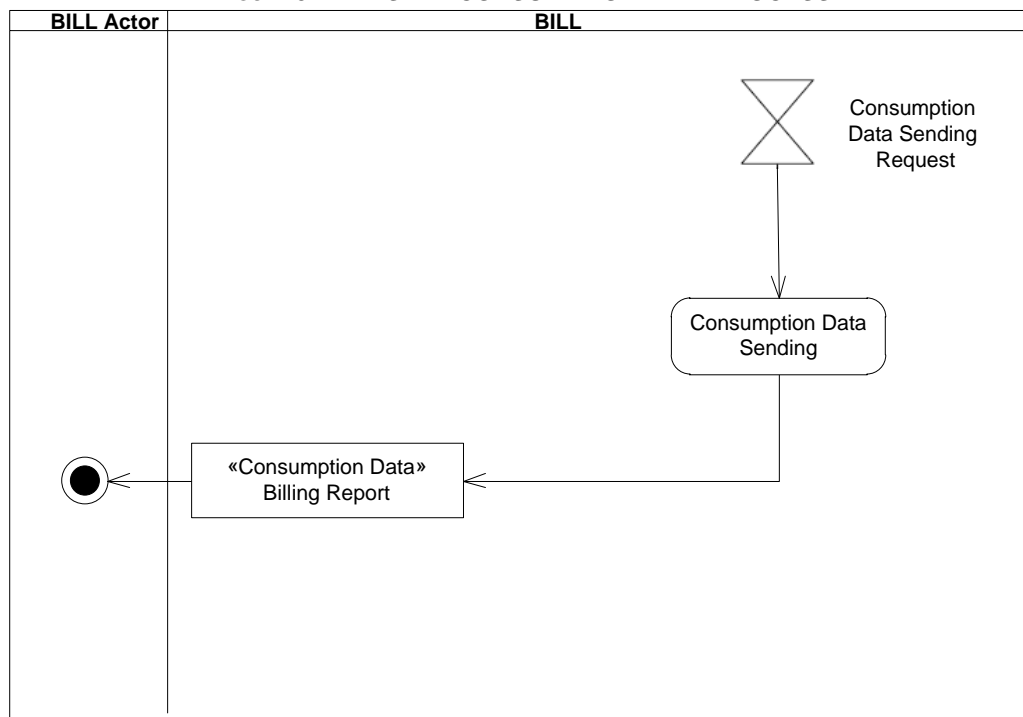 BILL Actor
BILL
Consumption
Data Sending
Request
Consumption Data
Sending
«Consumption Data»
Billing Report